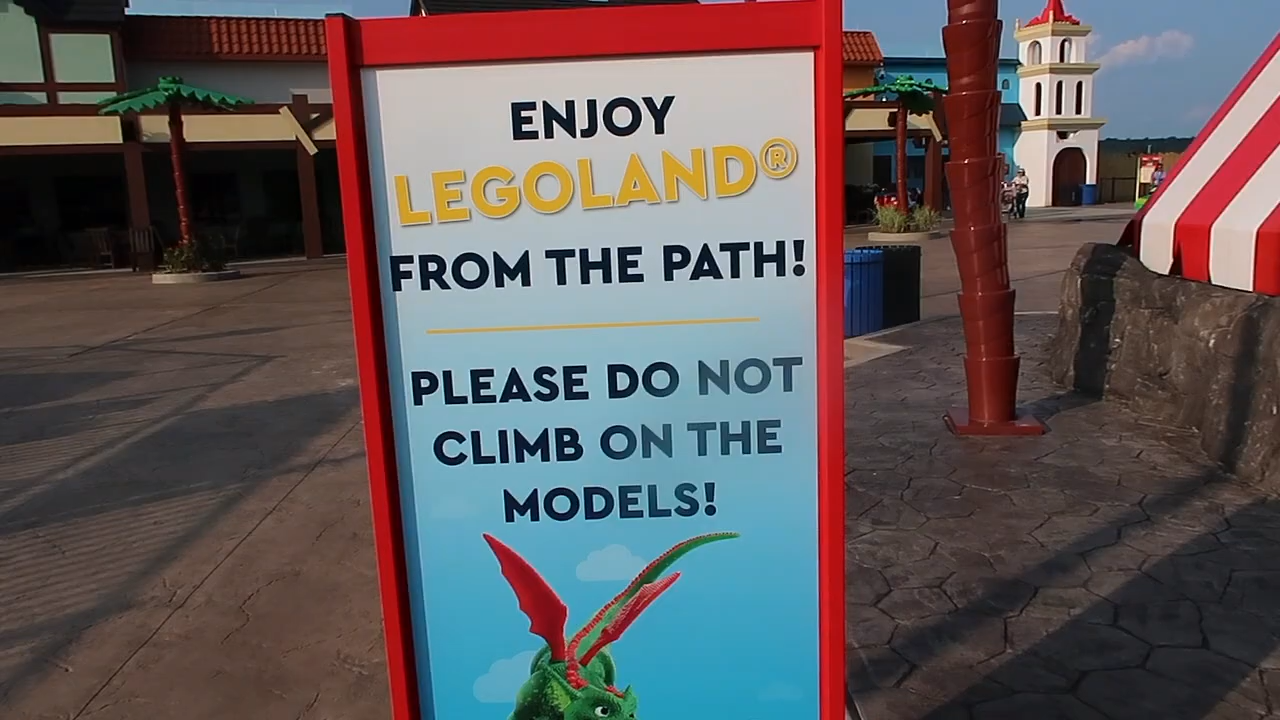 ENJOY
LEGOLAND®
FROM THE PATH!
PLEASE DO NOT
CLIMB ON THE
MODELS!